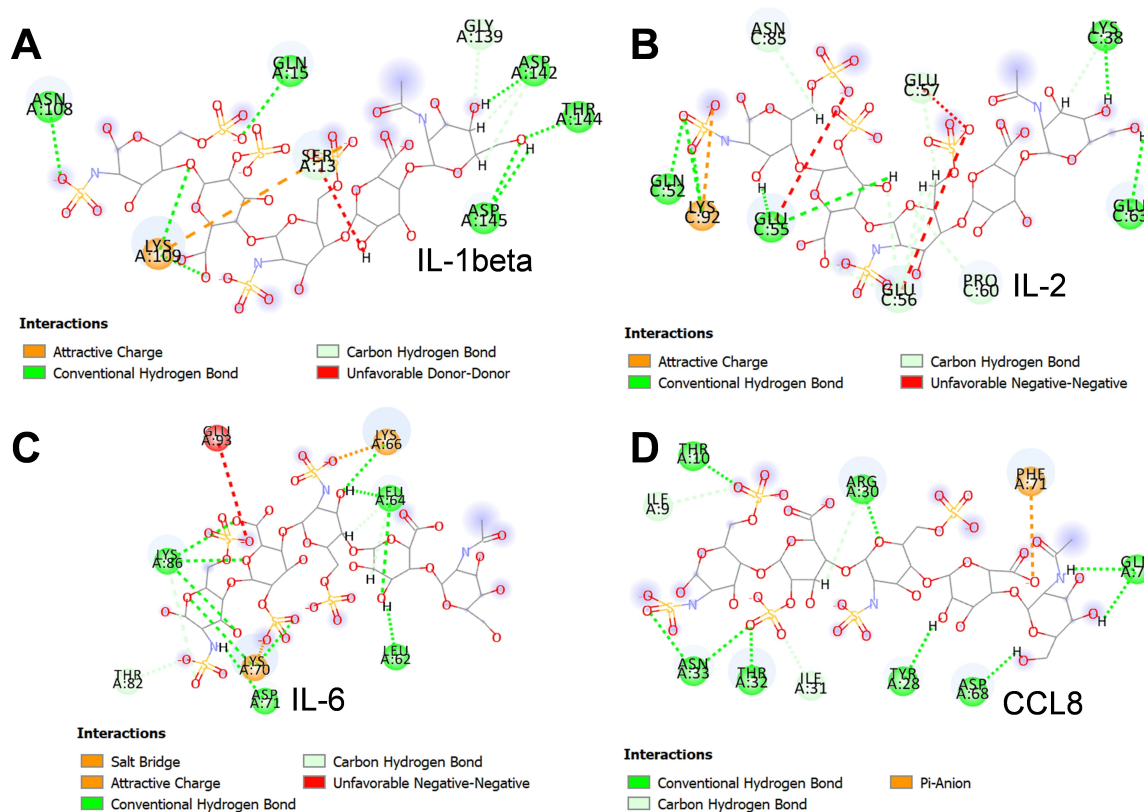 A
ASN
A:108
GLN
A:15
GLY
A:139
ASP
A:142
THR
A:144
SER
A:13
ASP
A:145
LYS
A:109
IL-1beta
Interactions
Attractive Charge
Conventional Hydrogen Bond
Carbon Hydrogen Bond
Unfavorable Donor-Donor
B
ASN
C:85
LYS
C:38
GLU
C:57
GLN
C:52
LYS
C:92
GLU
C:55
GLU
C:63
GLU
C:56
PRO
C:60
IL-2
Interactions
Attractive Charge
Conventional Hydrogen Bond
Carbon Hydrogen Bond
Unfavorable Negative-Negative
C
GLU
A:93
LYS
A:66
LEU
A:64
LYS
A:86
LEU
A:62
THR
A:82
LYS
A:70
ASP
A:71
IL-6
Interactions
Salt Bridge
Attractive Charge
Conventional Hydrogen Bond
Carbon Hydrogen Bond
Unfavorable Negative-Negative
D
THR
A:10
ILE
A:9
ARG
A:30
PHE
A:71
ASN
A:33
THR
A:32
ILE
A:31
TYR
A:28
ASP
A:68
CCL8
Interactions
Conventional Hydrogen Bond
Carbon Hydrogen Bond
Pi-Anion